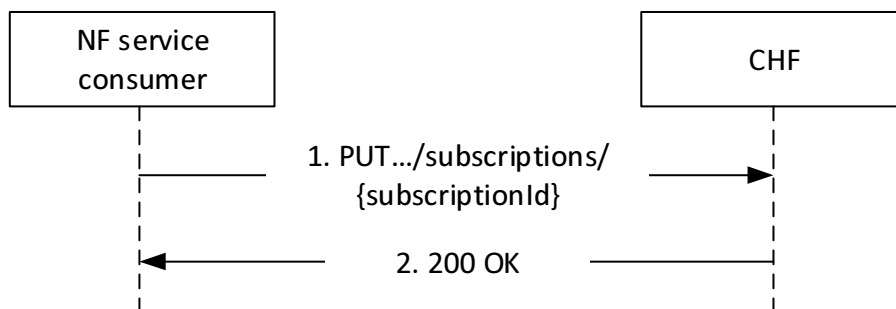 NF service
consumer
CHF
1. PUT.../subscriptions/
{subscriptionId}
2. 200 OK